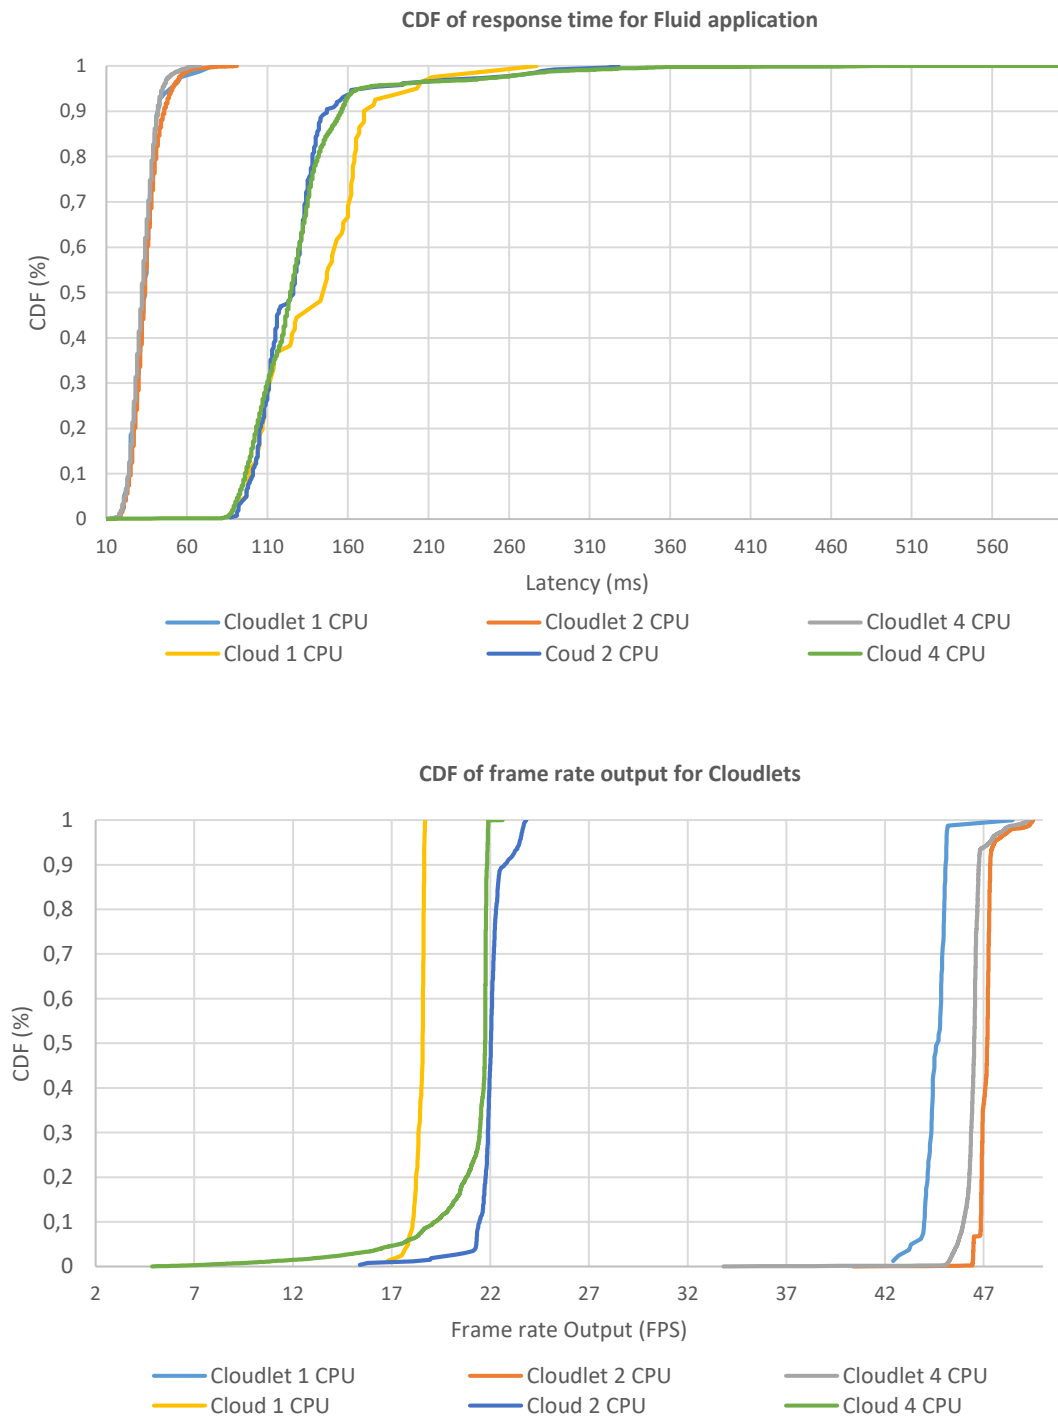 CDF of response time for Fluid application
1
0,9
0,8
0,7
0,6
0,5
0,4
0,3
0,2
0,1
0
CDF (%)
10 60 110 160 210 260 310 360 410 460 510 560
Latency (ms)
Cloudlet 1 CPU Cloudlet 2 CPU Cloudlet 4 CPU
Cloud 1 CPU Coud 2 CPU Cloud 4 CPU
CDF of frame rate output for Cloudlets
1
0,9
0,8
0,7
0,6
0,5
0,4
0,3
0,2
0,1
0
CDF (%)
2 7 12 17 22 27 32 37 42 47
Frame rate Output (FPS)
Cloudlet 1 CPU Cloudlet 2 CPU Cloudlet 4 CPU
Cloud 1 CPU Cloud 2 CPU Cloud 4 CPU